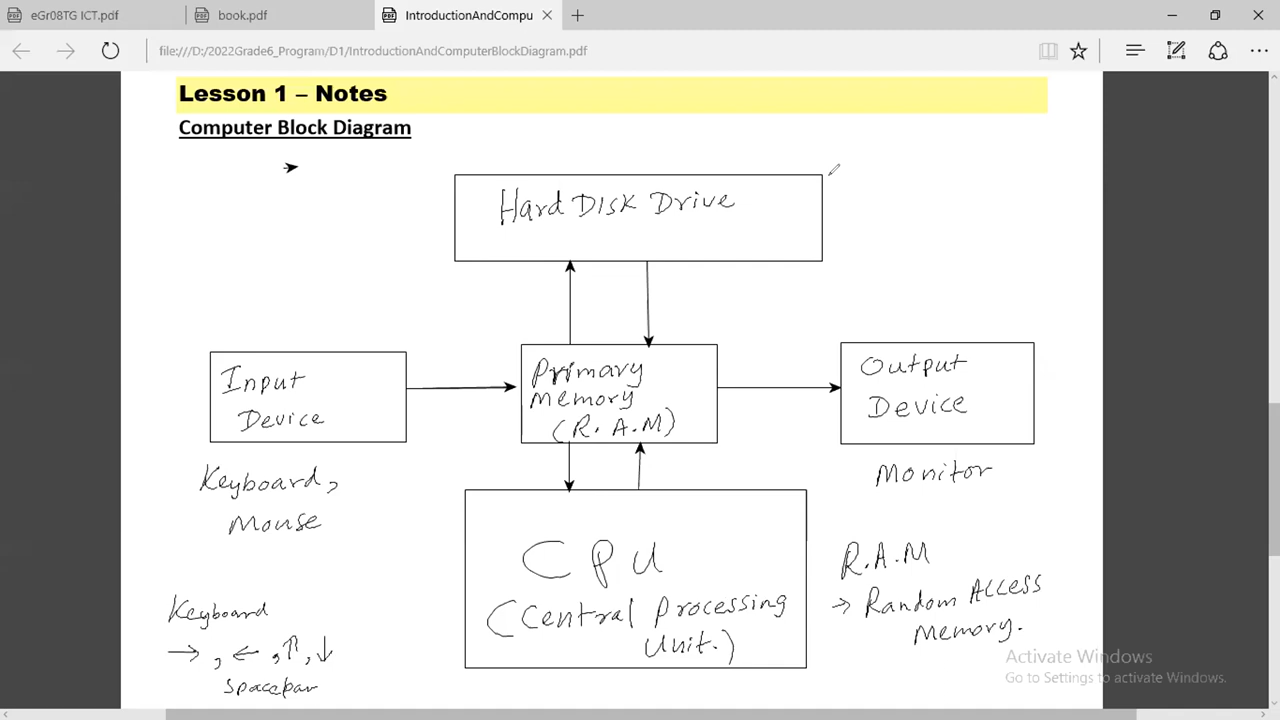 eGr08TG ICT.pdf
book.pdf
IntroductionAndCompu
file:///D:/2022Grade6_Program/D1/IntroductionAndComputerBlockDiagram.pdf
Lesson 1 – Notes
Computer Block Diagram
Hard Disk Drive
Input
Device
Primary
Memory
(R.A.M)
Output
Device
Keyboard,
Mouse
Monitor
CPU
(Central Processing
Unit.)
R.A.M
→ Random Access
Memory.
Keyboard
→, ←, ↑, ↓
Spacebar
Activate Windows
Go to Settings to activate Windows.